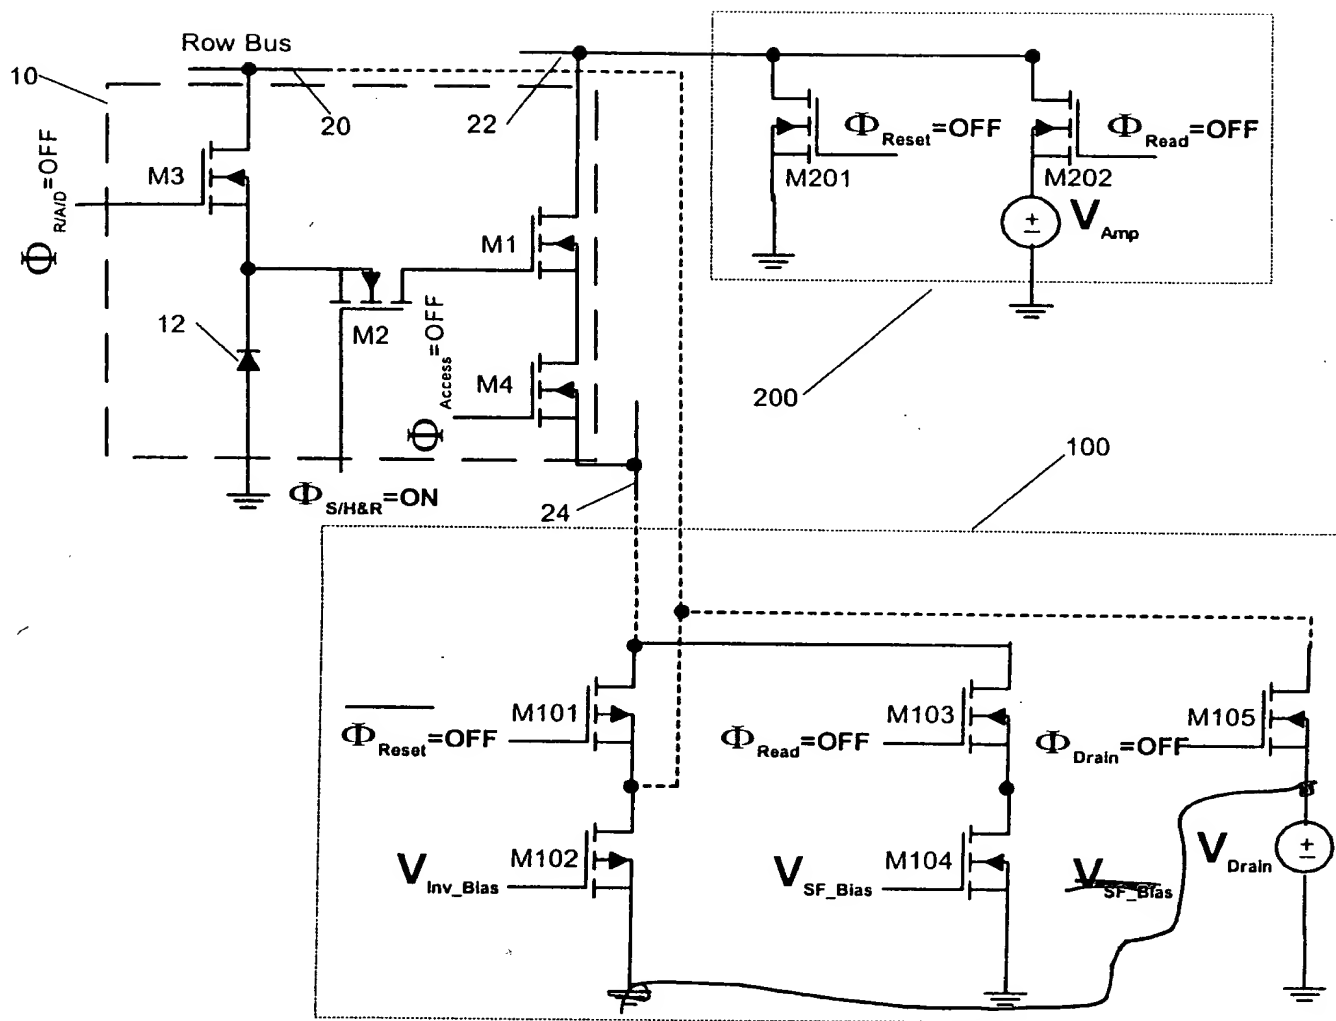 Row Bus
10
20
22
Φ R/A/D=OFF
M3
M1
Φ Reset=OFF
Φ Read=OFF
M201
M202
V Amp
12
M2
Φ Access=OFF
M4
200
100
Φ S/H&R=ON
24
M101
M103
M105
Φ Reset=OFF
Φ Read=OFF
Φ Drain=OFF
M102
M104
V Inv_Bias
V SF_Bias
V SF_Bias
V Drain